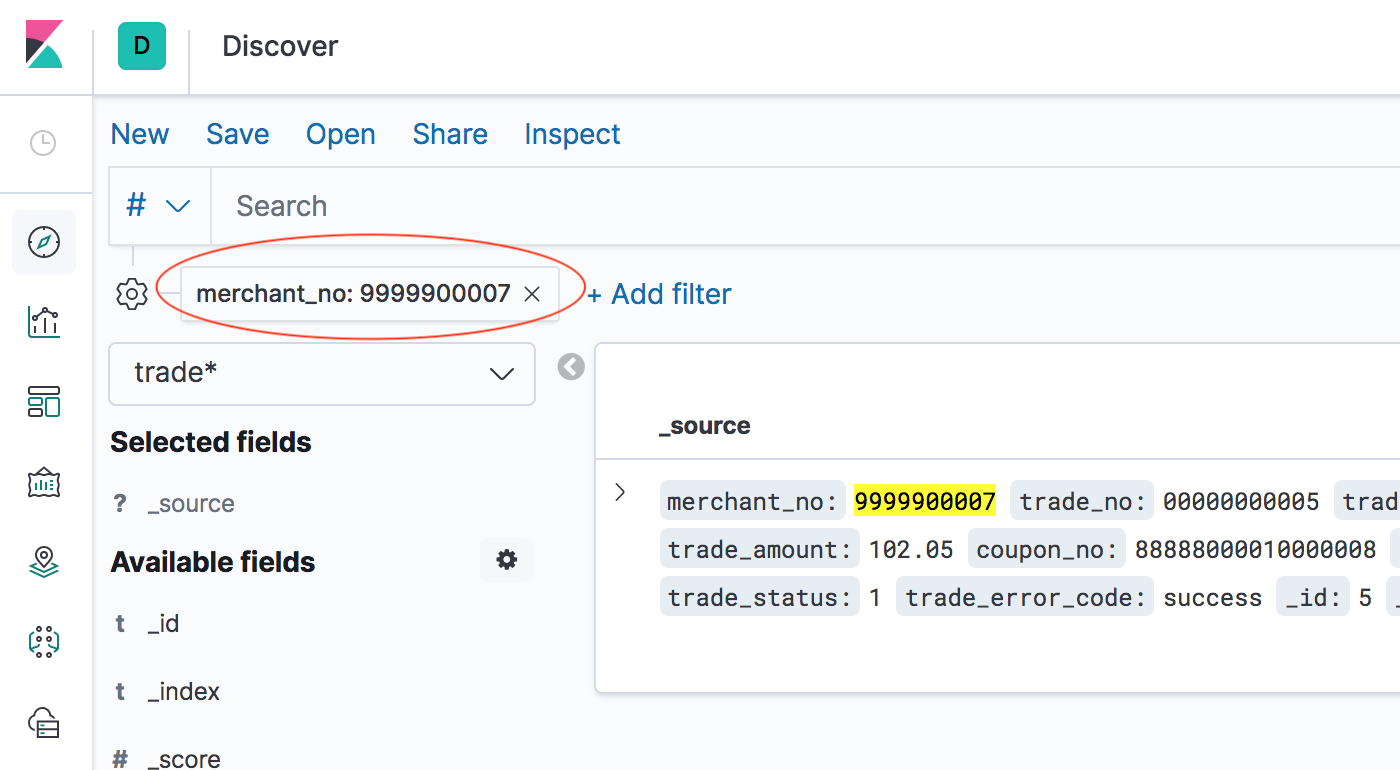 D Discover
New Save Open Share Inspect
# Search
merchant_no: 9999900007 × + Add filter
trade*
Selected fields
? _source
Available fields
t _id
t _index
# _score
_source
merchant_no: 9999900007 trade_no: 00000000005 trad
trade_amount: 102.05 coupon_no: 88888000010000008
trade_status: 1 trade_error_code: success _id: 5 _